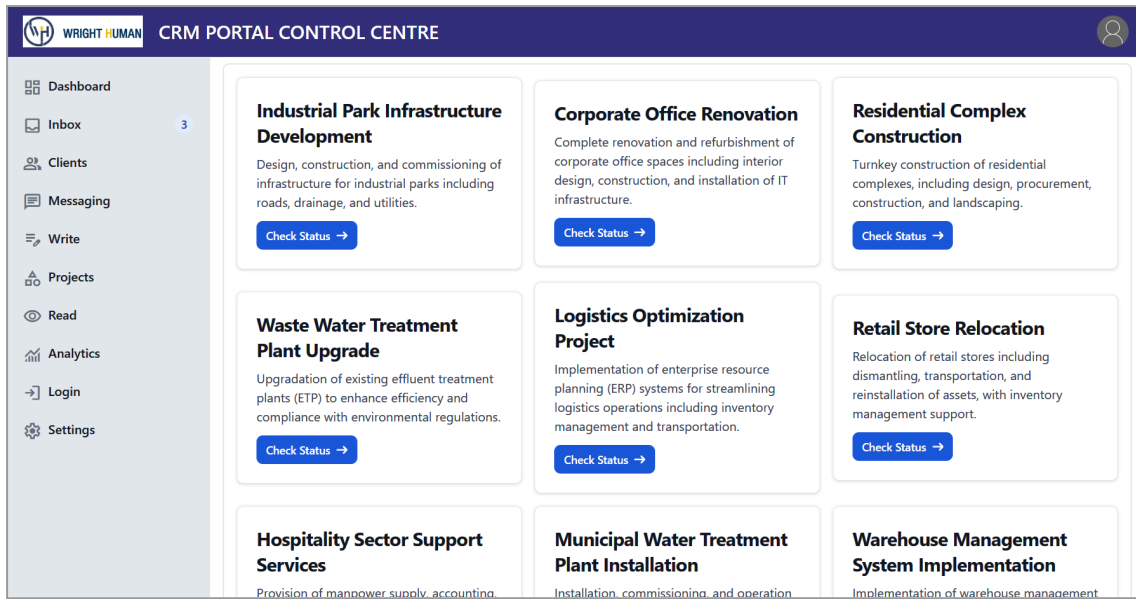 WRIGHT HUMAN
CRM PORTAL CONTROL CENTRE
Dashboard
Inbox 3
Clients
Messaging
Write
Projects
Read
Analytics
Login
Settings
Industrial Park Infrastructure
Development
Design, construction, and commissioning of
infrastructure for industrial parks including
roads, drainage, and utilities.
Check Status →
Corporate Office Renovation
Complete renovation and refurbishment of
corporate office spaces including interior
design, construction, and installation of IT
infrastructure.
Check Status →
Residential Complex
Construction
Turnkey construction of residential
complexes, including design, procurement,
construction, and landscaping.
Check Status →
Waste Water Treatment
Plant Upgrade
Upgradation of existing effluent treatment
plants (ETP) to enhance efficiency and
compliance with environmental regulations.
Check Status →
Logistics Optimization
Project
Implementation of enterprise resource
planning (ERP) systems for streamlining
logistics operations including inventory
management and transportation.
Check Status →
Retail Store Relocation
Relocation of retail stores including
dismantling, transportation, and
reinstallation of assets, with inventory
management support.
Check Status →
Hospitality Sector Support
Services
Provision of manpower supply, accounting,
Municipal Water Treatment
Plant Installation
Installation, commissioning, and operation
Warehouse Management
System Implementation
Implementation of warehouse management